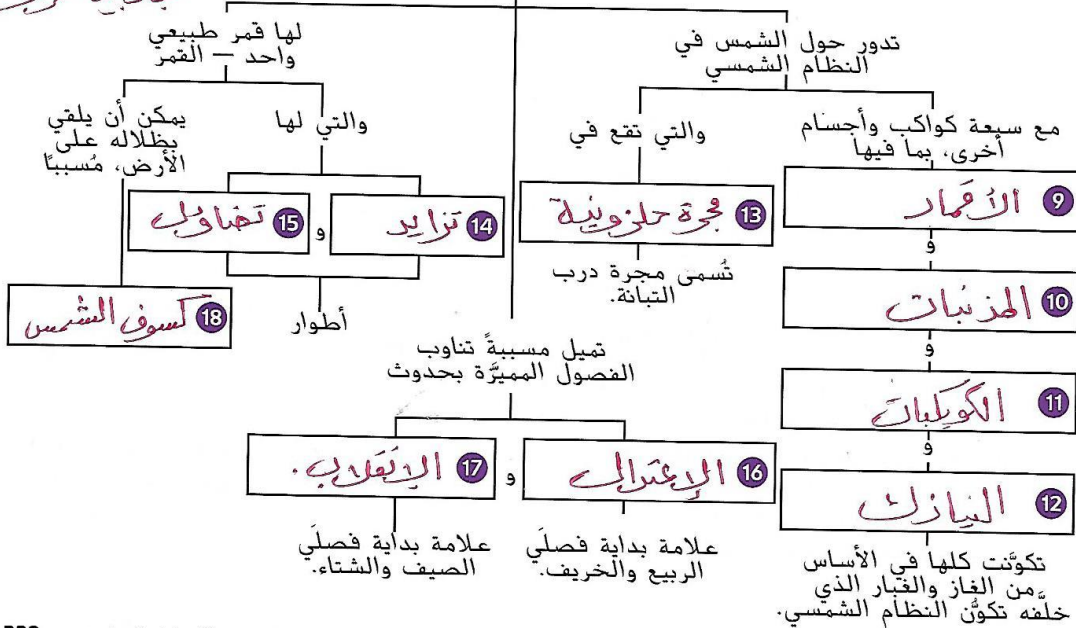 تدور حول الشمس في
النظام الشمسي
لها قمر طبيعي
واحد – القمر
مع سبعة كواكب وأجسام
أخرى، بما فيها
والتي تقع في
والتي لها
يمكن أن يلقي
بظلاله على
الأرض، مُسببًا
9 الأقمار
و
10 المذنبات
و
11 الكويكبات
و
12 النيازك
تكوَّنت كلها في الأساس
من الغاز والغبار الذي
خلَّفه تكوُّن النظام الشمسي.
13 مجرة حلزونية
تُسمى مجرة درب
التبانة.
14 تزايد
و
15 تضاؤل
أطوار
18 كسوف الشمس
تميل مسببةً تناوب
الفصول المميَّزة بحدوث
16 الإعتدال
و
17 الإنقلاب.
علامة بداية فصلَي
الربيع والخريف.
علامة بداية فصلَي
الصيف والشتاء.